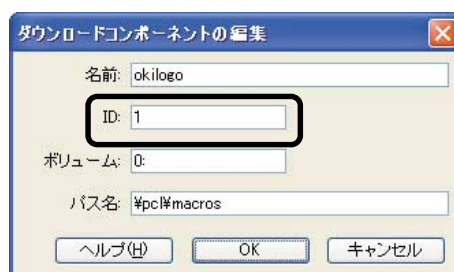 ダウンロードコンポーネントの編集
名前: okilogo
ID: 1
ボリューム: 0:
パス名: ¥pcl¥macros
ヘルプ(H) OK キャンセル